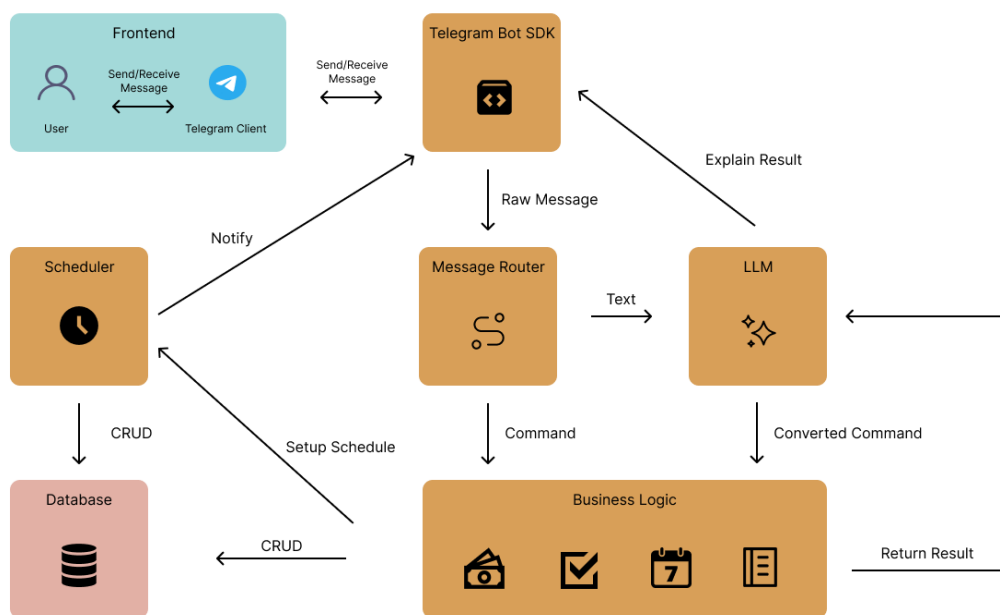 Frontend
Send/Receive
Message
User
Telegram Client
Send/Receive
Message
Telegram Bot SDK
Explain Result
Raw Message
Notify
Scheduler
Message Router
Text
LLM
CRUD
Setup Schedule
Command
Converted Command
Database
CRUD
Business Logic
7
Return Result